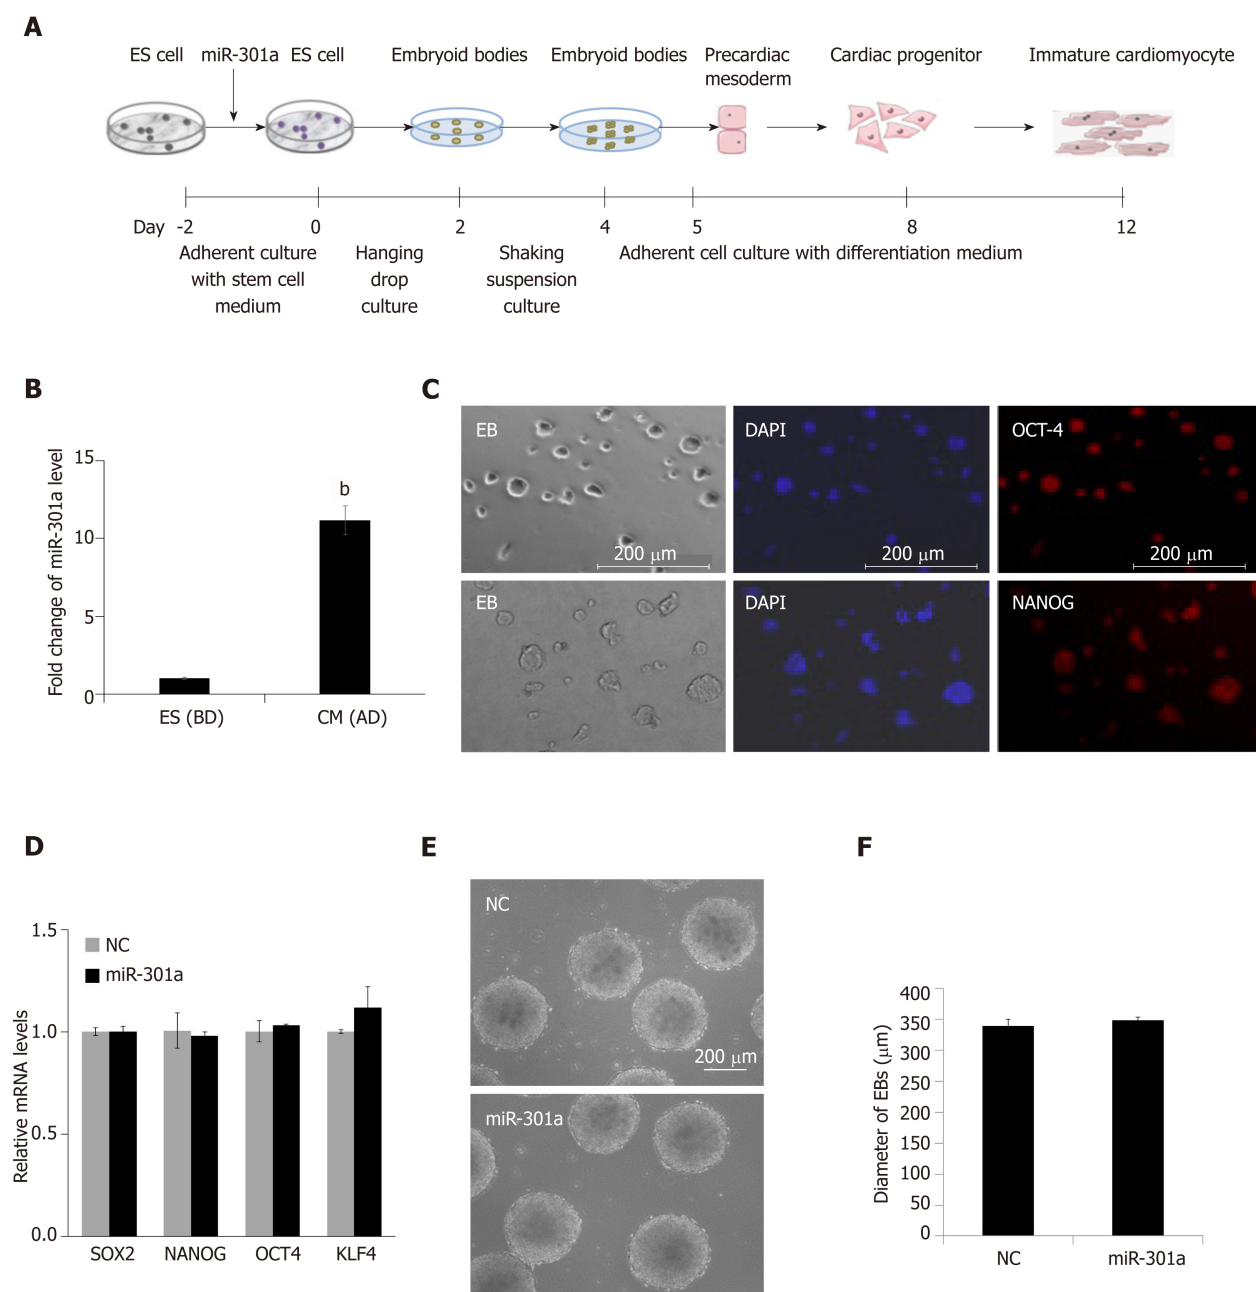 A
ES cell miR-301a ES cell Embryoid bodies Embryoid bodies Precardiac Cardiac progenitor Immature cardiomyocyte
mesoderm
Day -2 0 2 4 5 8 12
Adherent culture Hanging Shaking Adherent cell culture with differentiation medium
with stem cell drop suspension
medium culture culture
B
Fold change of miR-301a level
15
10
5
0
b
ES (BD) CM (AD)
C
EB DAPI OCT-4
200 μm 200 μm 200 μm
EB DAPI NANOG
D
Relative mRNA levels
1.5
1.0
0.5
0.0
NC
miR-301a
SOX2 NANOG OCT4 KLF4
E
NC
200 μm
miR-301a
F
Diameter of EBs (μm)
400
350
300
250
200
150
100
50
0
NC miR-301a